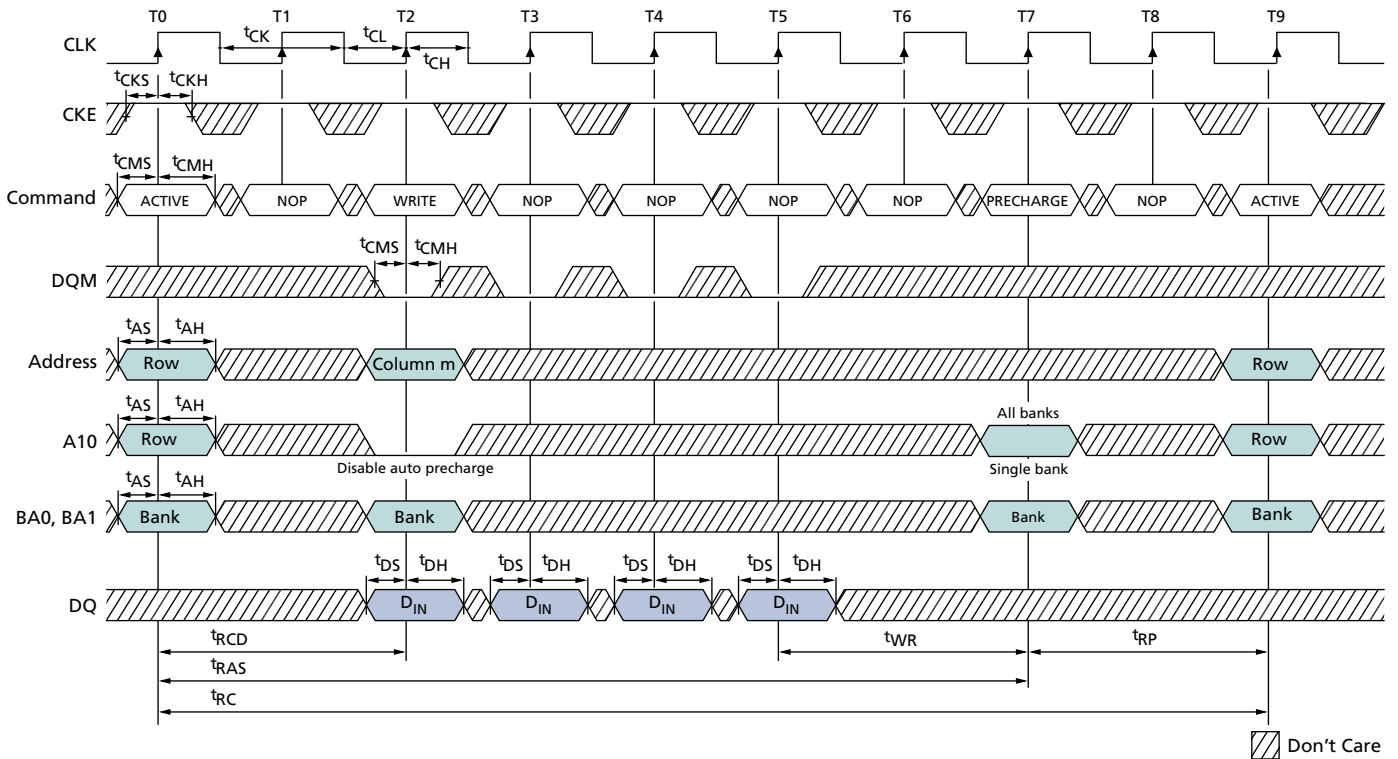 T0 T1 T2 T3 T4 T5 T6 T7 T8 T9
CLK tCK tCL tCH
tCKS tCKH
CKE
tCMS tCMH
Command ACTIVE NOP WRITE NOP NOP NOP NOP PRECHARGE NOP ACTIVE
tCMS tCMH
DQM
tAS tAH
Address Row Column m Row
tAS tAH All banks
A10 Row Row
Disable auto precharge Single bank
tAS tAH
BA0, BA1 Bank Bank Bank Bank
tDS tDH tDS tDH tDS tDH tDS tDH
DQ DIN DIN DIN DIN
tRCD tWR tRP
tRAS
tRC
Don't Care